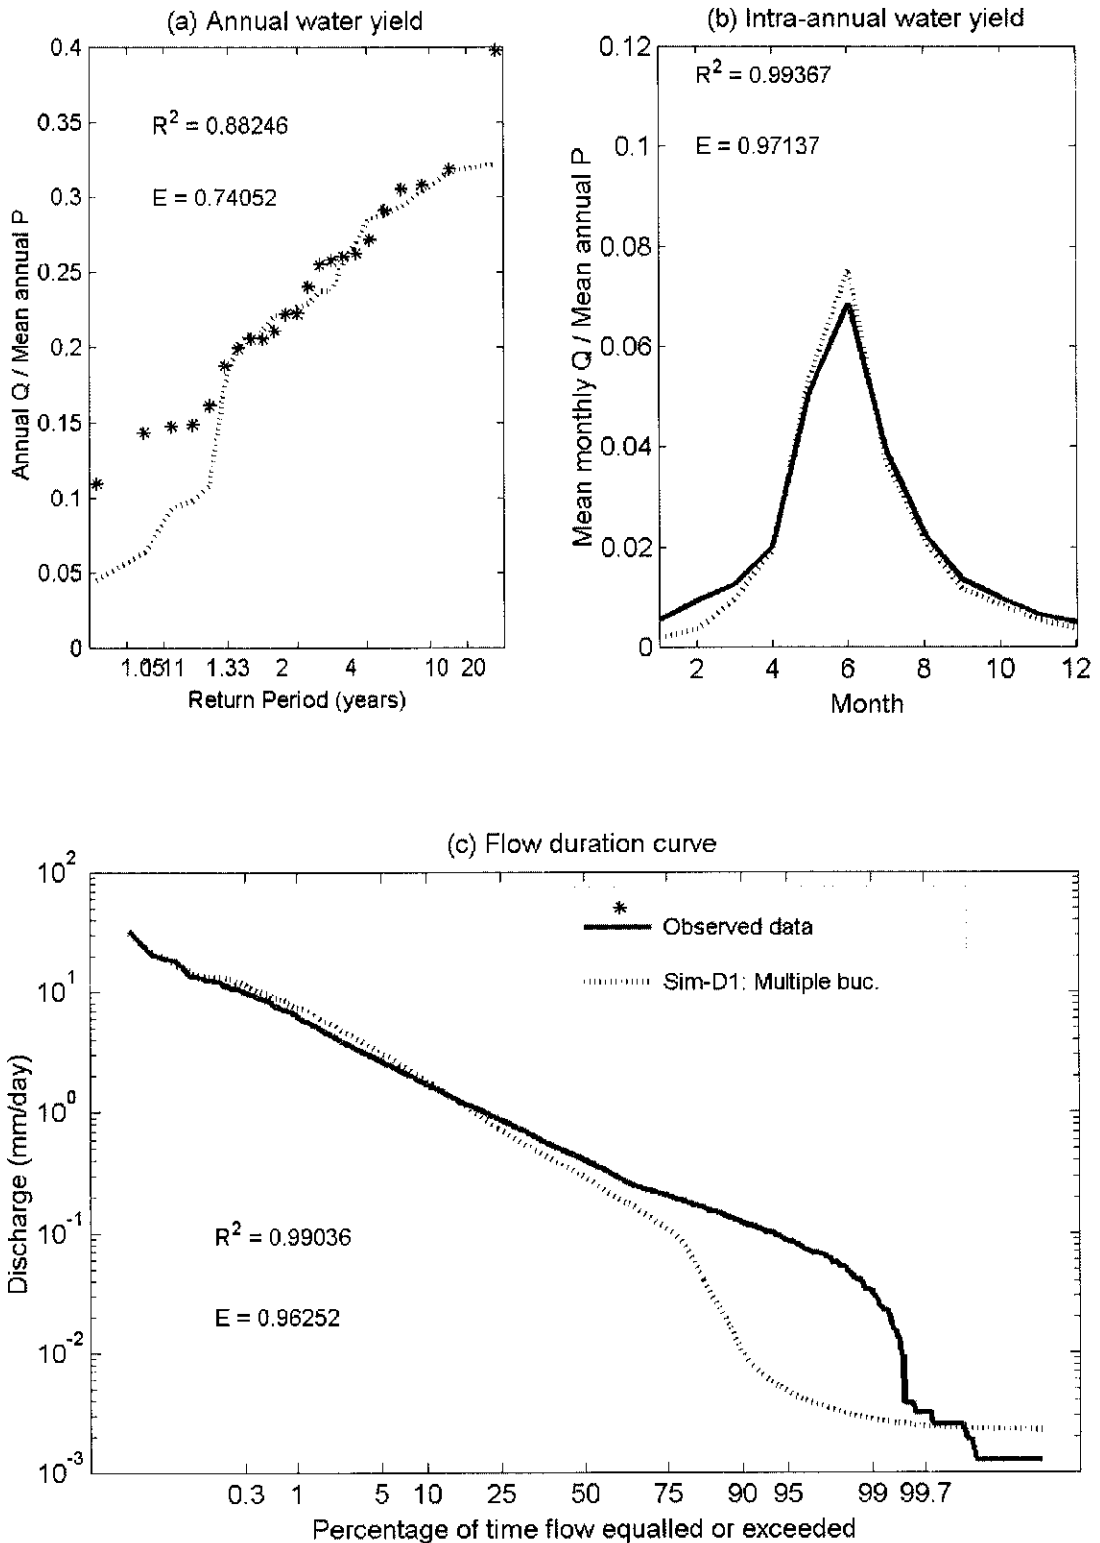 (a) Annual water yield
0.4
0.35
0.3
0.25
0.2
0.15
0.1
0.05
0
R² = 0.88246
E = 0.74052
Annual Q / Mean annual P
1.05 1.11 1.33 2 4 10 20
Return Period (years)
(b) Intra-annual water yield
0.12
0.1
0.08
0.06
0.04
0.02
0
R² = 0.99367
E = 0.97137
Mean monthly Q / Mean annual P
2 4 6 8 10 12
Month
(c) Flow duration curve
10²
10¹
10⁰
10⁻¹
10⁻²
10⁻³
Discharge (mm/day)
* Observed data
Sim-D1: Multiple buc.
R² = 0.99036
E = 0.96252
0.3 1 5 10 25 50 75 90 95 99 99.7
Percentage of time flow equalled or exceeded